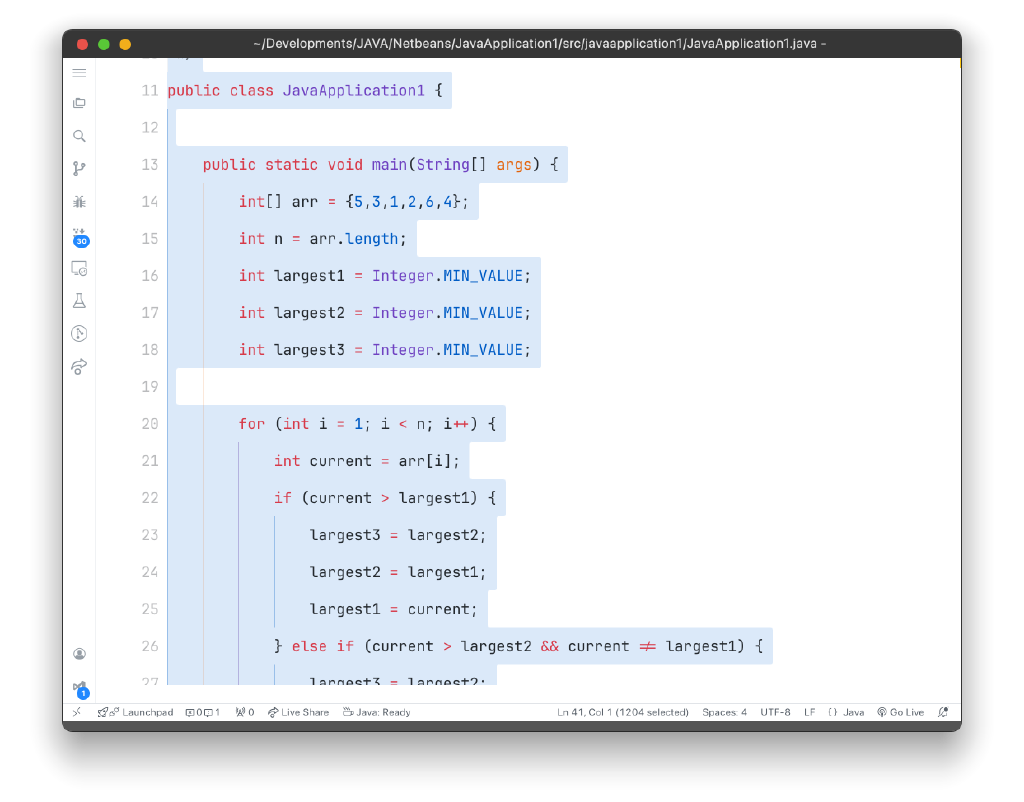 ~/Developments/JAVA/Netbeans/JavaApplication1/src/javaapplication1/JavaApplication1.java -
11 public class JavaApplication1 {
12
13 public static void main(String[] args) {
14 int[] arr = {5,3,1,2,6,4};
15 int n = arr.length;
16 int largest1 = Integer.MIN_VALUE;
17 int largest2 = Integer.MIN_VALUE;
18 int largest3 = Integer.MIN_VALUE;
19
20 for (int i = 1; i < n; i++) {
21 int current = arr[i];
22 if (current > largest1) {
23 largest3 = largest2;
24 largest2 = largest1;
25 largest1 = current;
26 } else if (current > largest2 && current ≠ largest1) {
27 largest3 = largest2;
30
1
Launchpad 0 1 0 Live Share Java: Ready Ln 41, Col 1 (1204 selected) Spaces: 4 UTF-8 LF {} Java Go Live